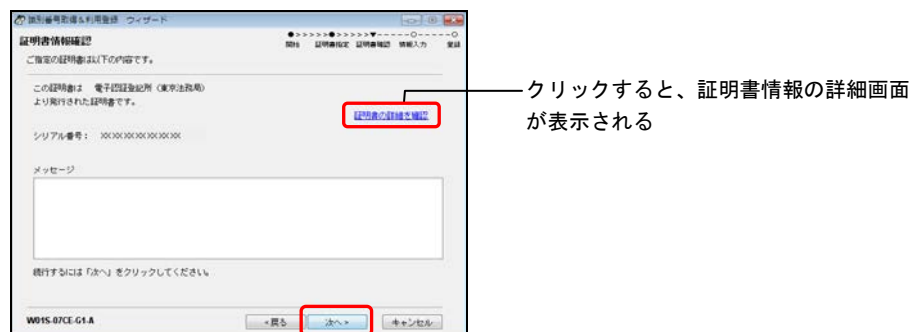 識別番号取得&利用登録 ウィザード
証明書情報確認
●>>>>>●>>>>>▼-----○-----○
開始 証明書指定 証明書確認 情報入力 登録
ご指定の証明書は以下の内容です。
この証明書は 電子認証登記所(東京法務局)
より発行された証明書です。
証明書の詳細を確認
シリアル番号: XXXXXXXXXXXXXXXX
メッセージ
続行するには「次へ」をクリックしてください。
W01S-07CE-G1-A
<戻る
次へ>
キャンセル
クリックすると、証明書情報の詳細画面
が表示される